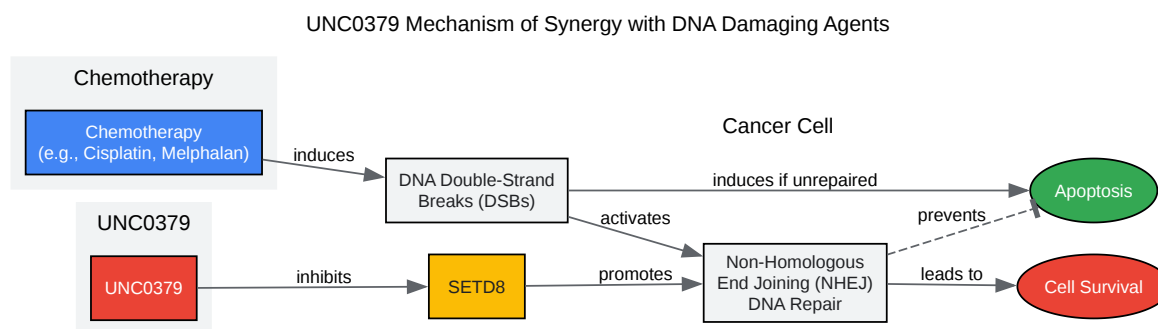 UNC0379 Mechanism of Synergy with DNA Damaging Agents
Chemotherapy
Chemotherapy
(e.g., Cisplatin, Melphalan)
induces
Cancer Cell
DNA Double-Strand
Breaks (DSBs)
induces if unrepaired
Apoptosis
activates
prevents
UNC0379
UNC0379
inhibits
SETD8
promotes
Non-Homologous
End Joining (NHEJ)
DNA Repair
leads to
Cell Survival